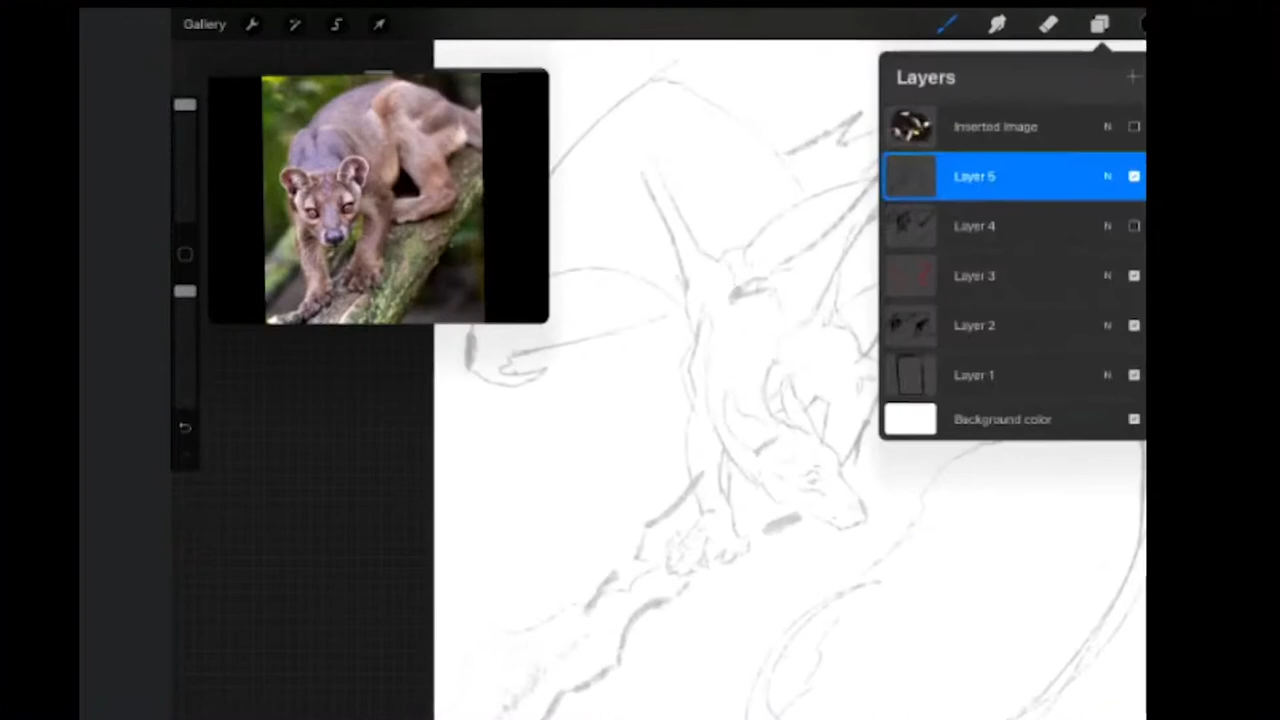 Gallery
Layers
Inserted Image N
Layer 5 N
Layer 4 N
Layer 3 N
Layer 2 N
Layer 1 N
Background color